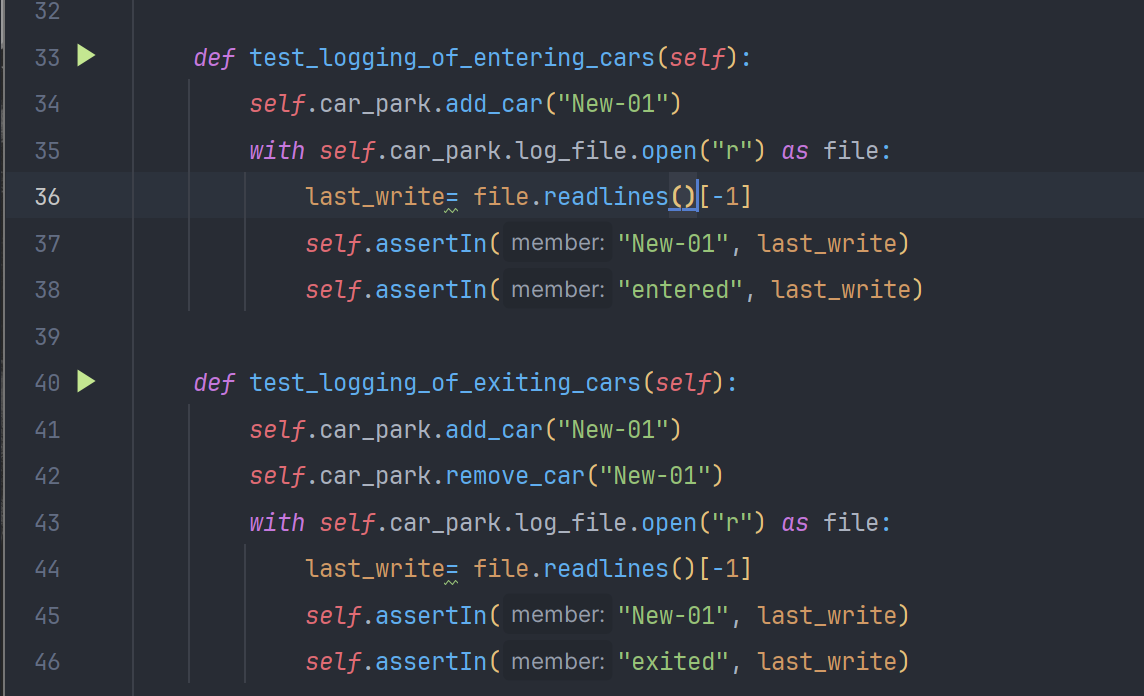 32
33 def test_logging_of_entering_cars(self):
34 self.car_park.add_car("New-01")
35 with self.car_park.log_file.open("r") as file:
36 last_write= file.readlines()[-1]
37 self.assertIn( member: "New-01", last_write)
38 self.assertIn( member: "entered", last_write)
39
40 def test_logging_of_exiting_cars(self):
41 self.car_park.add_car("New-01")
42 self.car_park.remove_car("New-01")
43 with self.car_park.log_file.open("r") as file:
44 last_write= file.readlines()[-1]
45 self.assertIn( member: "New-01", last_write)
46 self.assertIn( member: "exited", last_write)